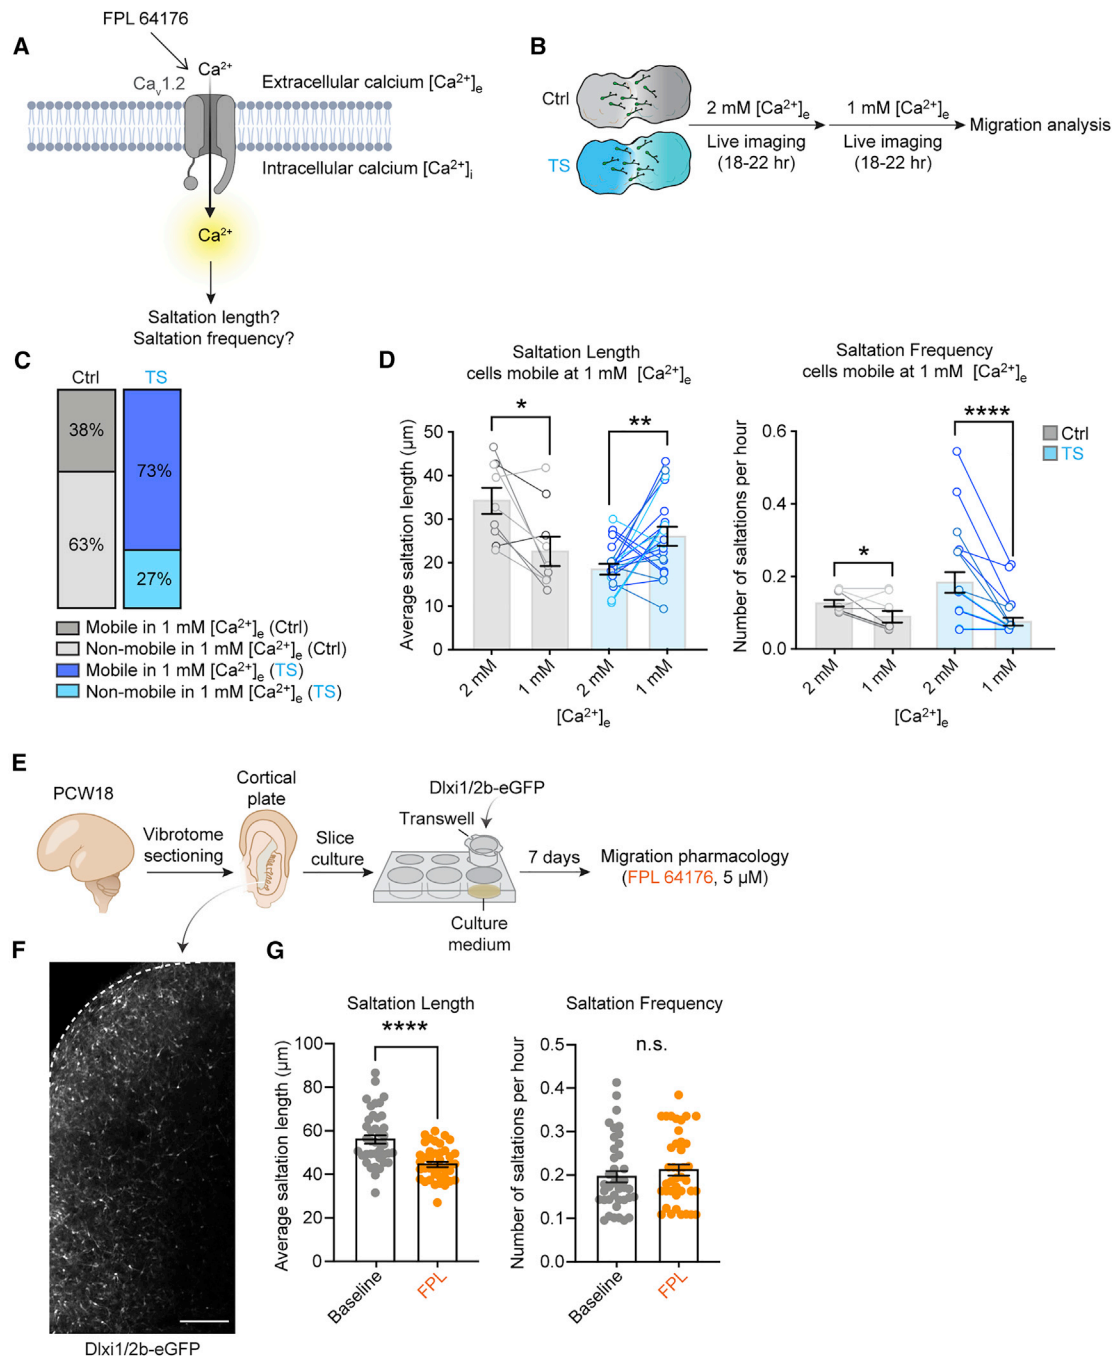 FPL 64176
A
Ca2+
Cav1.2
Extracellular calcium [Ca2+]e
Intracellular calcium [Ca2+]i
Ca2+
Saltation length?
Saltation frequency?
B
Ctrl
TS
2 mM [Ca2+]e
Live imaging
(18-22 hr)
1 mM [Ca2+]e
Live imaging
(18-22 hr)
Migration analysis
C
Ctrl
TS
38%
63%
73%
27%
Mobile in 1 mM [Ca2+]e (Ctrl)
Non-mobile in 1 mM [Ca2+]e (Ctrl)
Mobile in 1 mM [Ca2+]e (TS)
Non-mobile in 1 mM [Ca2+]e (TS)
D
Saltation Length
cells mobile at 1 mM [Ca2+]e
Average saltation length (µm)
50
40
30
20
10
0
*
**
2 mM
1 mM
2 mM
1 mM
[Ca2+]e
Saltation Frequency
cells mobile at 1 mM [Ca2+]e
Number of saltations per hour
0.6
0.4
0.2
0.0
*
****
2 mM
1 mM
2 mM
1 mM
[Ca2+]e
Ctrl
TS
E
PCW18
Vibrotome
sectioning
Cortical
plate
Slice
culture
Dlxi1/2b-eGFP
Transwell
Culture
medium
7 days
Migration pharmacology
(FPL 64176, 5 µM)
F
Dlxi1/2b-eGFP
G
Saltation Length
****
Average saltation length (µm)
100
80
60
40
20
0
Baseline
FPL
Saltation Frequency
n.s.
Number of saltations per hour
0.5
0.4
0.3
0.2
0.1
0.0
Baseline
FPL